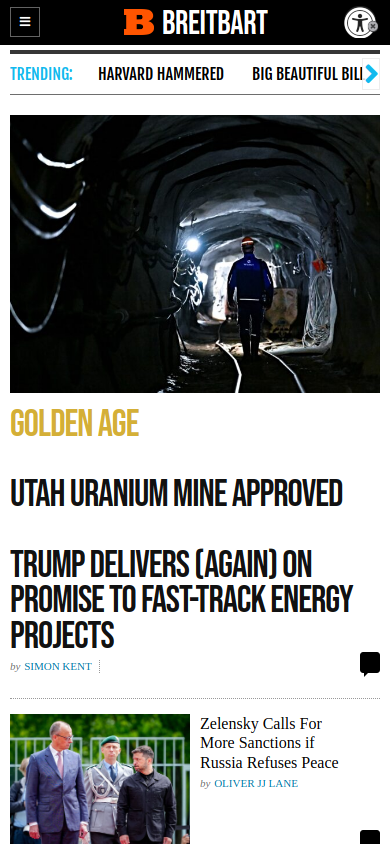 BREITBART
TRENDING:
HARVARD HAMMERED
BIG BEAUTIFUL BILL
GOLDEN AGE
UTAH URANIUM MINE APPROVED
TRUMP DELIVERS (AGAIN) ON
PROMISE TO FAST-TRACK ENERGY
PROJECTS
by SIMON KENT
Zelensky Calls For
More Sanctions if
Russia Refuses Peace
by OLIVER JJ LANE